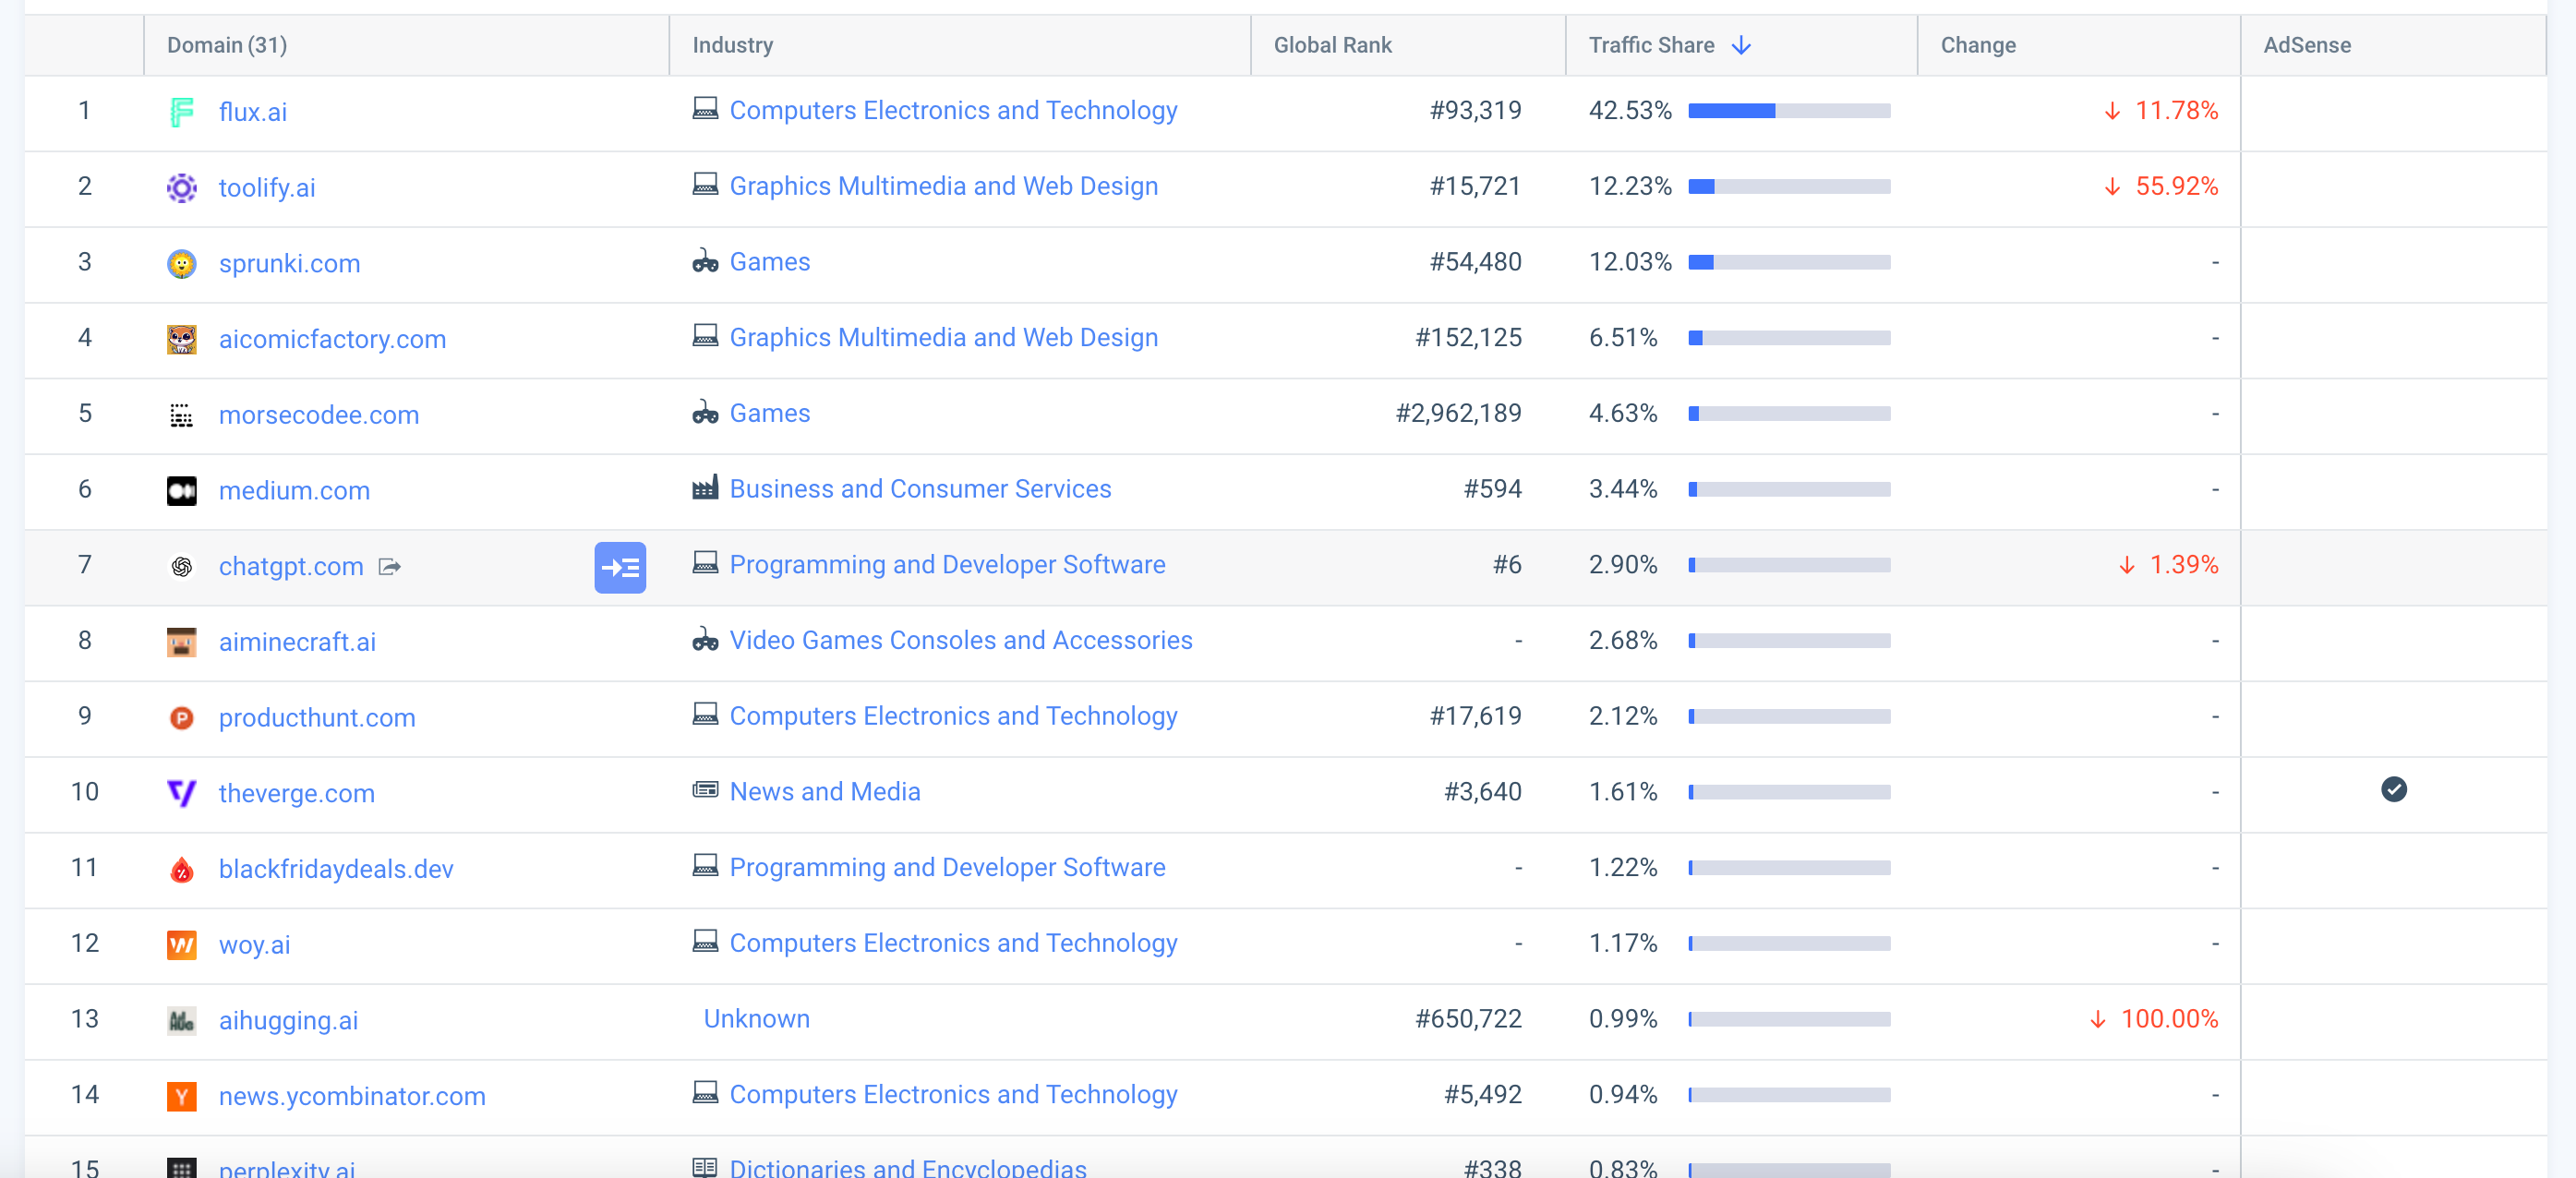 Domain (31) Industry Global Rank Traffic Share Change AdSense
1 flux.ai Computers Electronics and Technology #93,319 42.53% 11.78%
2 toolify.ai Graphics Multimedia and Web Design #15,721 12.23% 55.92%
3 sprunki.com Games #54,480 12.03% -
4 aicomicfactory.com Graphics Multimedia and Web Design #152,125 6.51% -
5 morsecodee.com Games #2,962,189 4.63% -
6 medium.com Business and Consumer Services #594 3.44% -
7 chatgpt.com Programming and Developer Software #6 2.90% 1.39%
8 aiminecraft.ai Video Games Consoles and Accessories - 2.68% -
9 producthunt.com Computers Electronics and Technology #17,619 2.12% -
10 theverge.com News and Media #3,640 1.61% -
11 blackfridaydeals.dev Programming and Developer Software - 1.22% -
12 woy.ai Computers Electronics and Technology - 1.17% -
13 aihugging.ai Unknown #650,722 0.99% 100.00%
14 news.ycombinator.com Computers Electronics and Technology #5,492 0.94% -
15 perplexity.ai Dictionaries and Encyclopedias #338 0.83% -